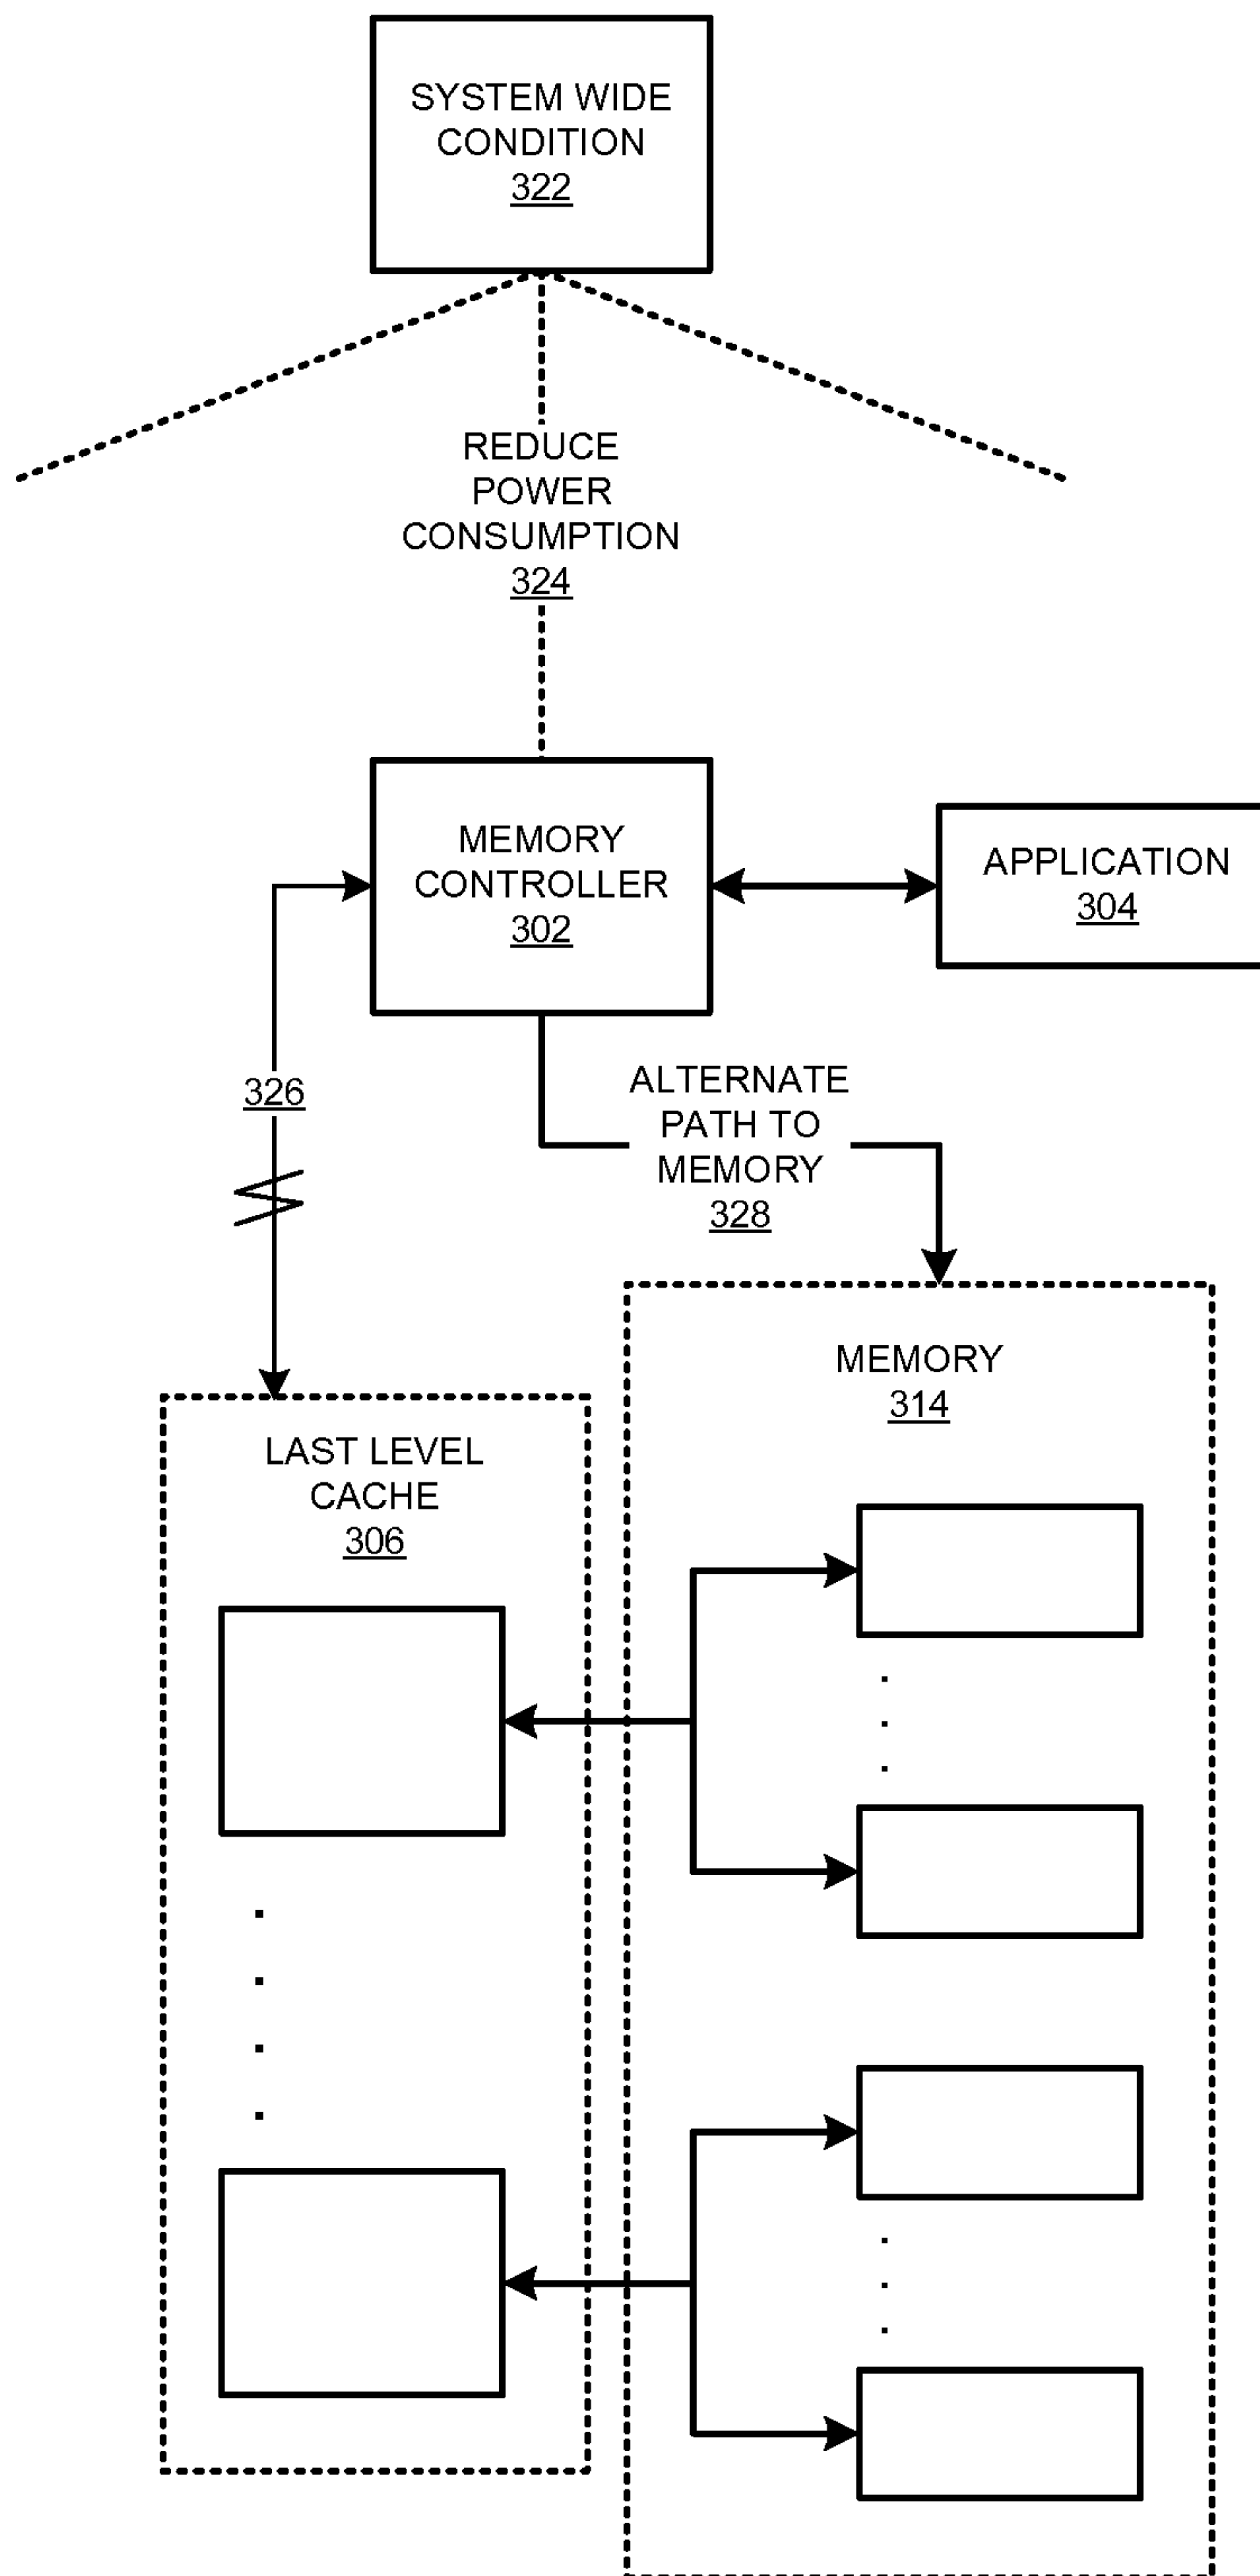 SYSTEM WIDE
CONDITION
322
REDUCE
POWER
CONSUMPTION
324
MEMORY
CONTROLLER
302
APPLICATION
304
326
ALTERNATE
PATH TO
MEMORY
328
MEMORY
314
LAST LEVEL
CACHE
306